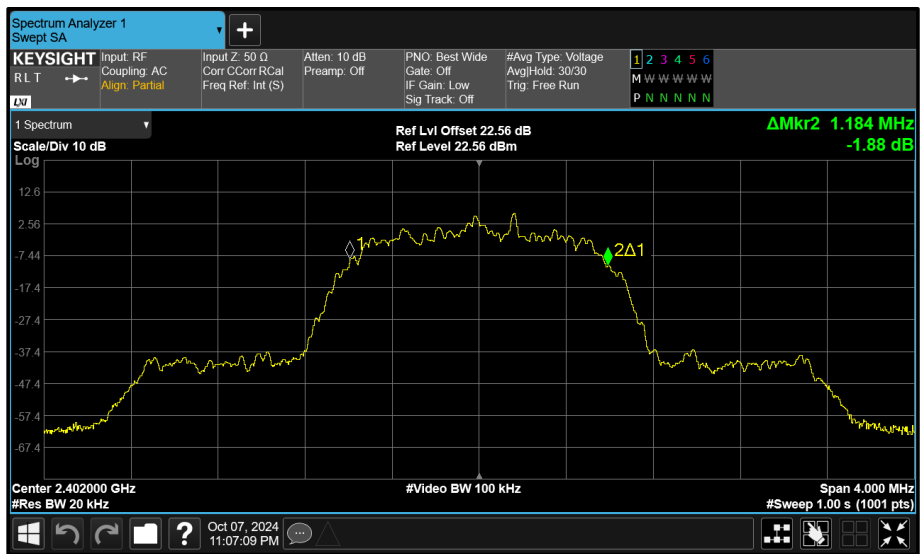 Spectrum Analyzer 1
Swept SA
KEYSIGHT
R L T
LXI
Input: RF
Coupling: AC
Align: Partial
Input Z: 50 Ω
Corr CCorr RCal
Freq Ref: Int (S)
Atten: 10 dB
Preamp: Off
PNO: Best Wide
Gate: Off
IF Gain: Low
Sig Track: Off
#Avg Type: Voltage
Avg|Hold: 30/30
Trig: Free Run
1 2 3 4 5 6
M W W W W W
P N N N N N
1 Spectrum
Scale/Div 10 dB
Ref Lvl Offset 22.56 dB
Ref Level 22.56 dBm
ΔMkr2 1.184 MHz
-1.88 dB
Log
12.6
2.56
-7.44
-17.4
-27.4
-37.4
-47.4
-57.4
-67.4
1
2Δ1
Center 2.402000 GHz
#Res BW 20 kHz
#Video BW 100 kHz
Span 4.000 MHz
#Sweep 1.00 s (1001 pts)
?
Oct 07, 2024
11:07:09 PM